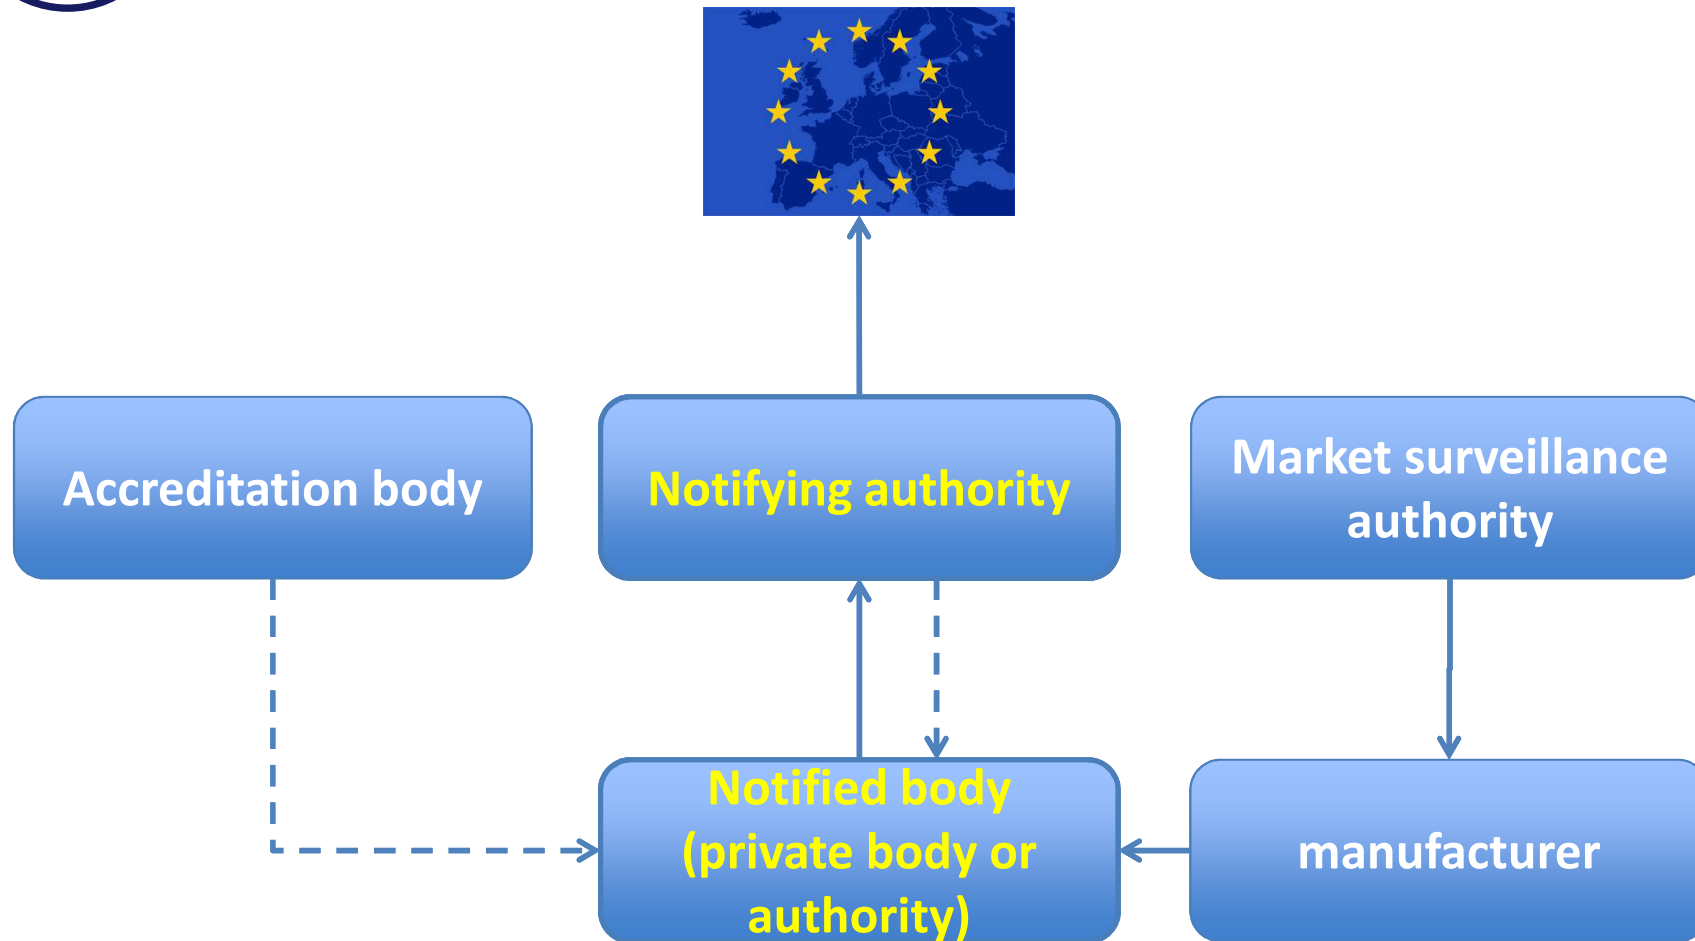 Accreditation body
Notifying authority
Market surveillance
authority
Notified body
(private body or
authority)
manufacturer